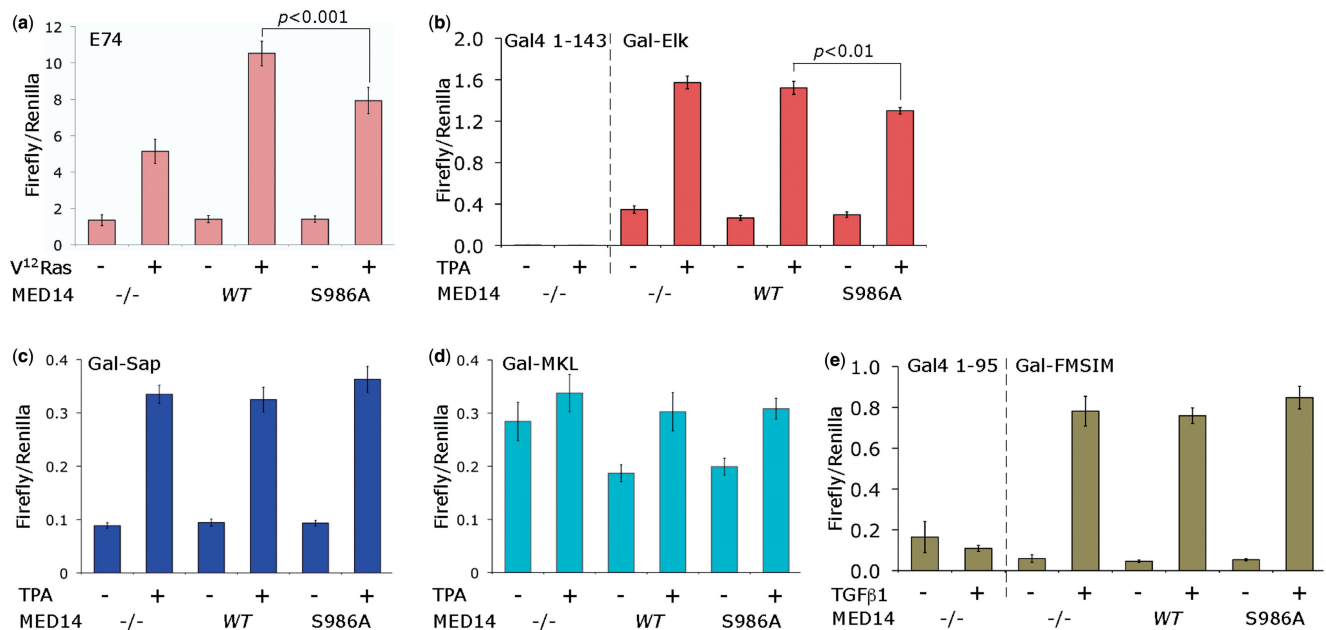 (a)
E74
p<0.001
12
10
8
6
4
2
0
Firefly/Renilla
V¹²Ras - + - + - +
MED14 -/- WT S986A
(b)
Gal4 1-143 Gal-Elk
p<0.01
2.0
1.6
1.2
0.8
0.4
0.0
Firefly/Renilla
TPA - + - + - + - +
MED14 -/- -/- WT S986A
(c)
Gal-Sap
0.4
0.3
0.2
0.1
0
Firefly/Renilla
TPA - + - + - +
MED14 -/- WT S986A
(d)
Gal-MKL
0.4
0.3
0.2
0.1
0
Firefly/Renilla
TPA - + - + - +
MED14 -/- WT S986A
(e)
Gal4 1-95 Gal-FMSIM
1.0
0.8
0.6
0.4
0.2
0.0
Firefly/Renilla
TGFβ1 - + - + - + - +
MED14 -/- -/- WT S986A